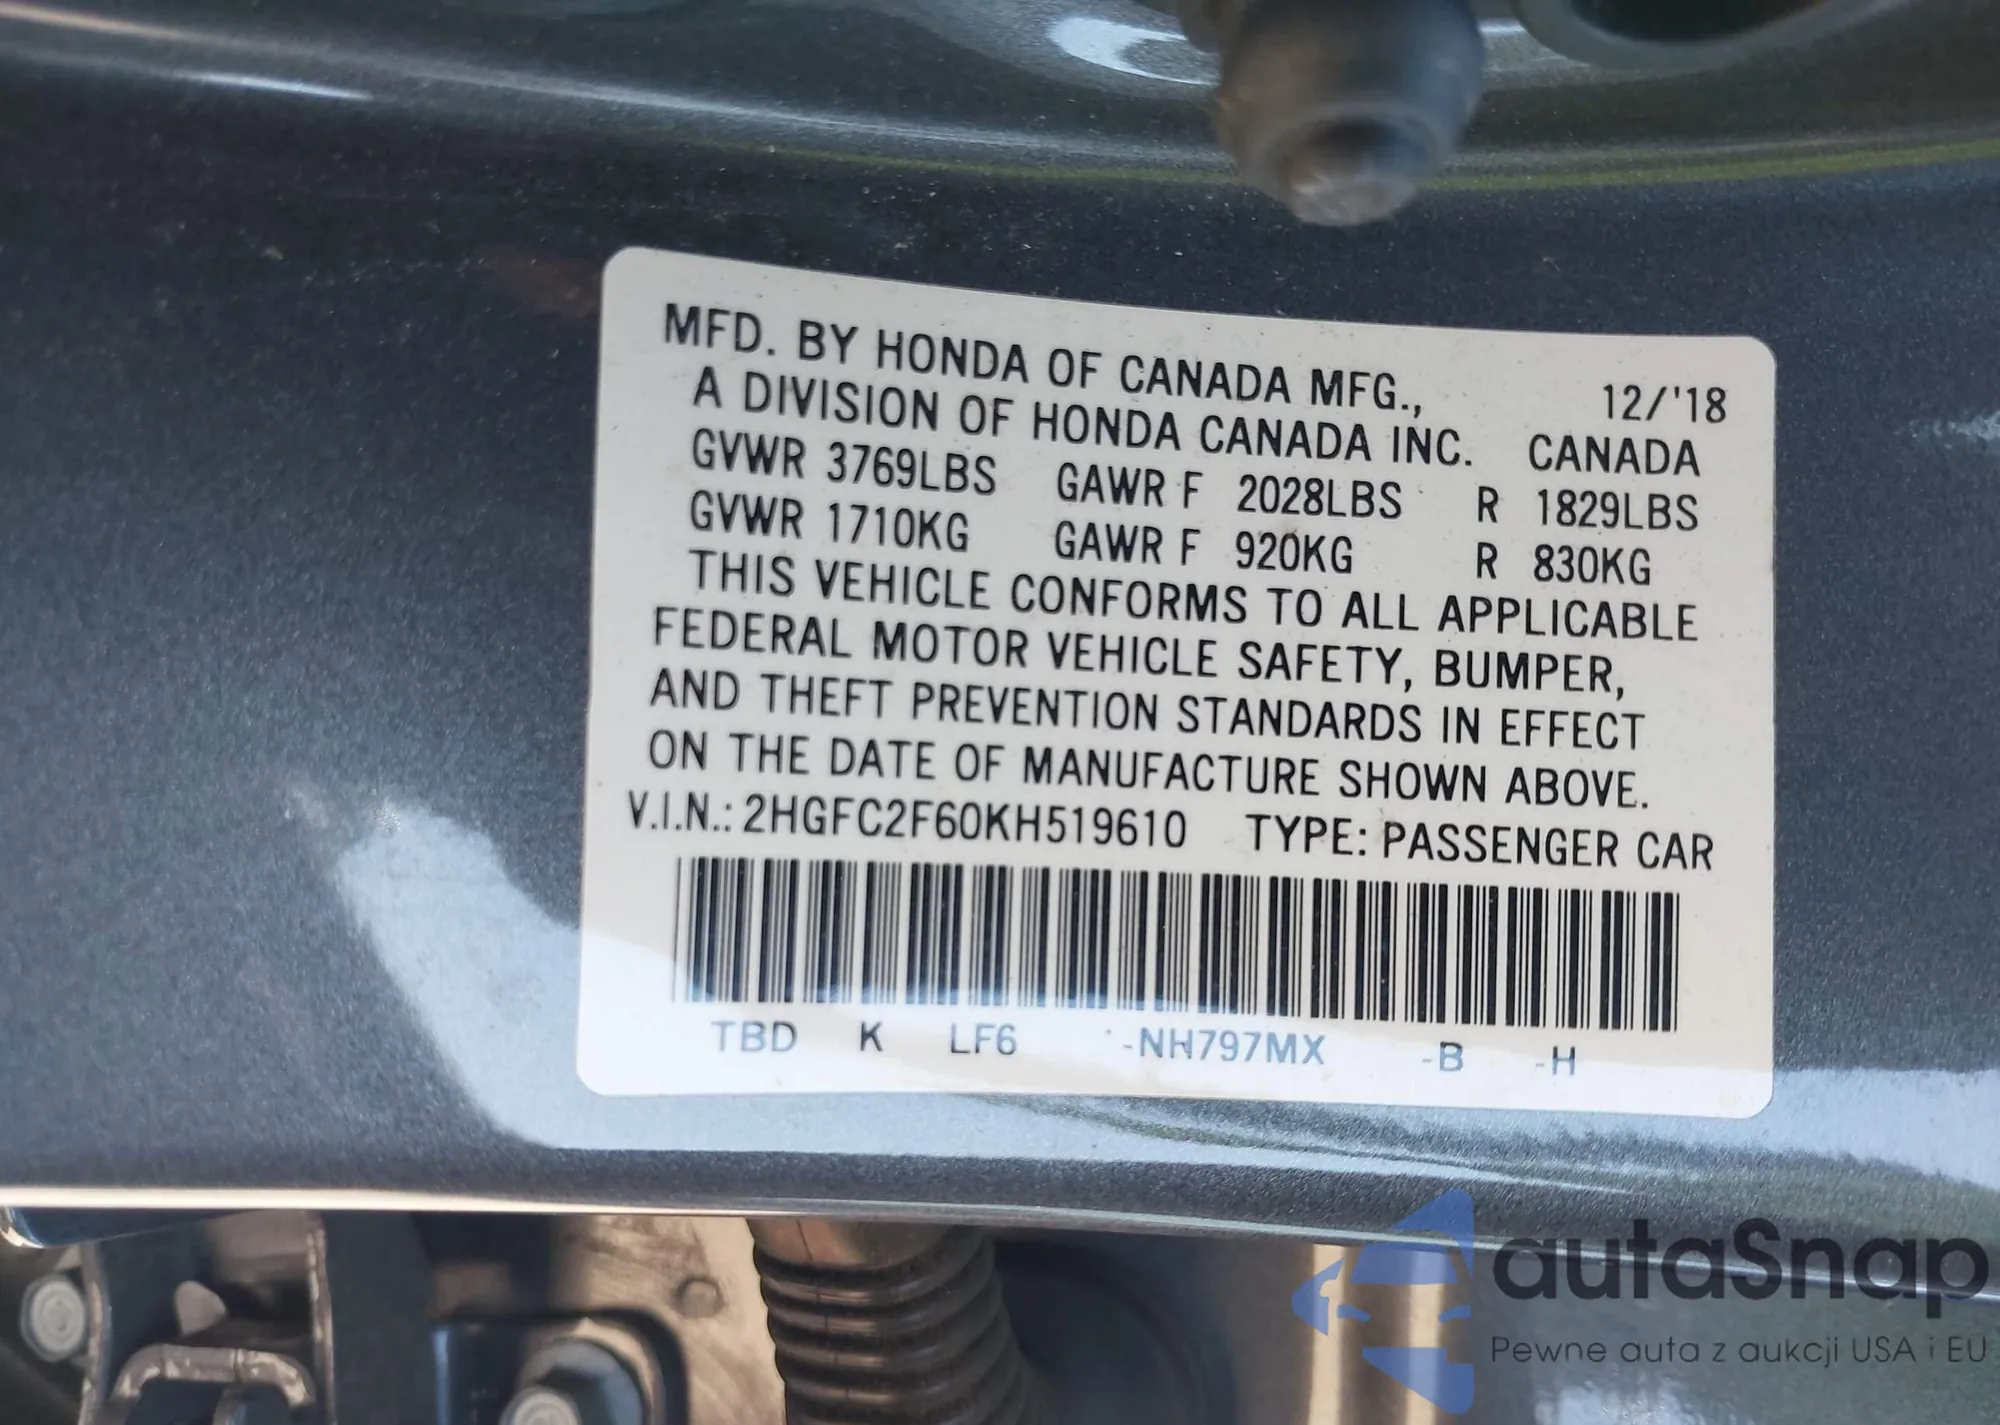 MFD. BY HONDA OF CANADA MFG., 12/'18
A DIVISION OF HONDA CANADA INC. CANADA
GVWR 3769LBS GAWR F 2028LBS R 1829LBS
GVWR 1710KG GAWR F 920KG R 830KG
THIS VEHICLE CONFORMS TO ALL APPLICABLE
FEDERAL MOTOR VEHICLE SAFETY, BUMPER,
AND THEFT PREVENTION STANDARDS IN EFFECT
ON THE DATE OF MANUFACTURE SHOWN ABOVE.
V.I.N.: 2HGFC2F60KH519610 TYPE: PASSENGER CAR
TBD K LF6 -NH797MX -B -H
autaSnap
Pewne auta z aukcji USA i EU